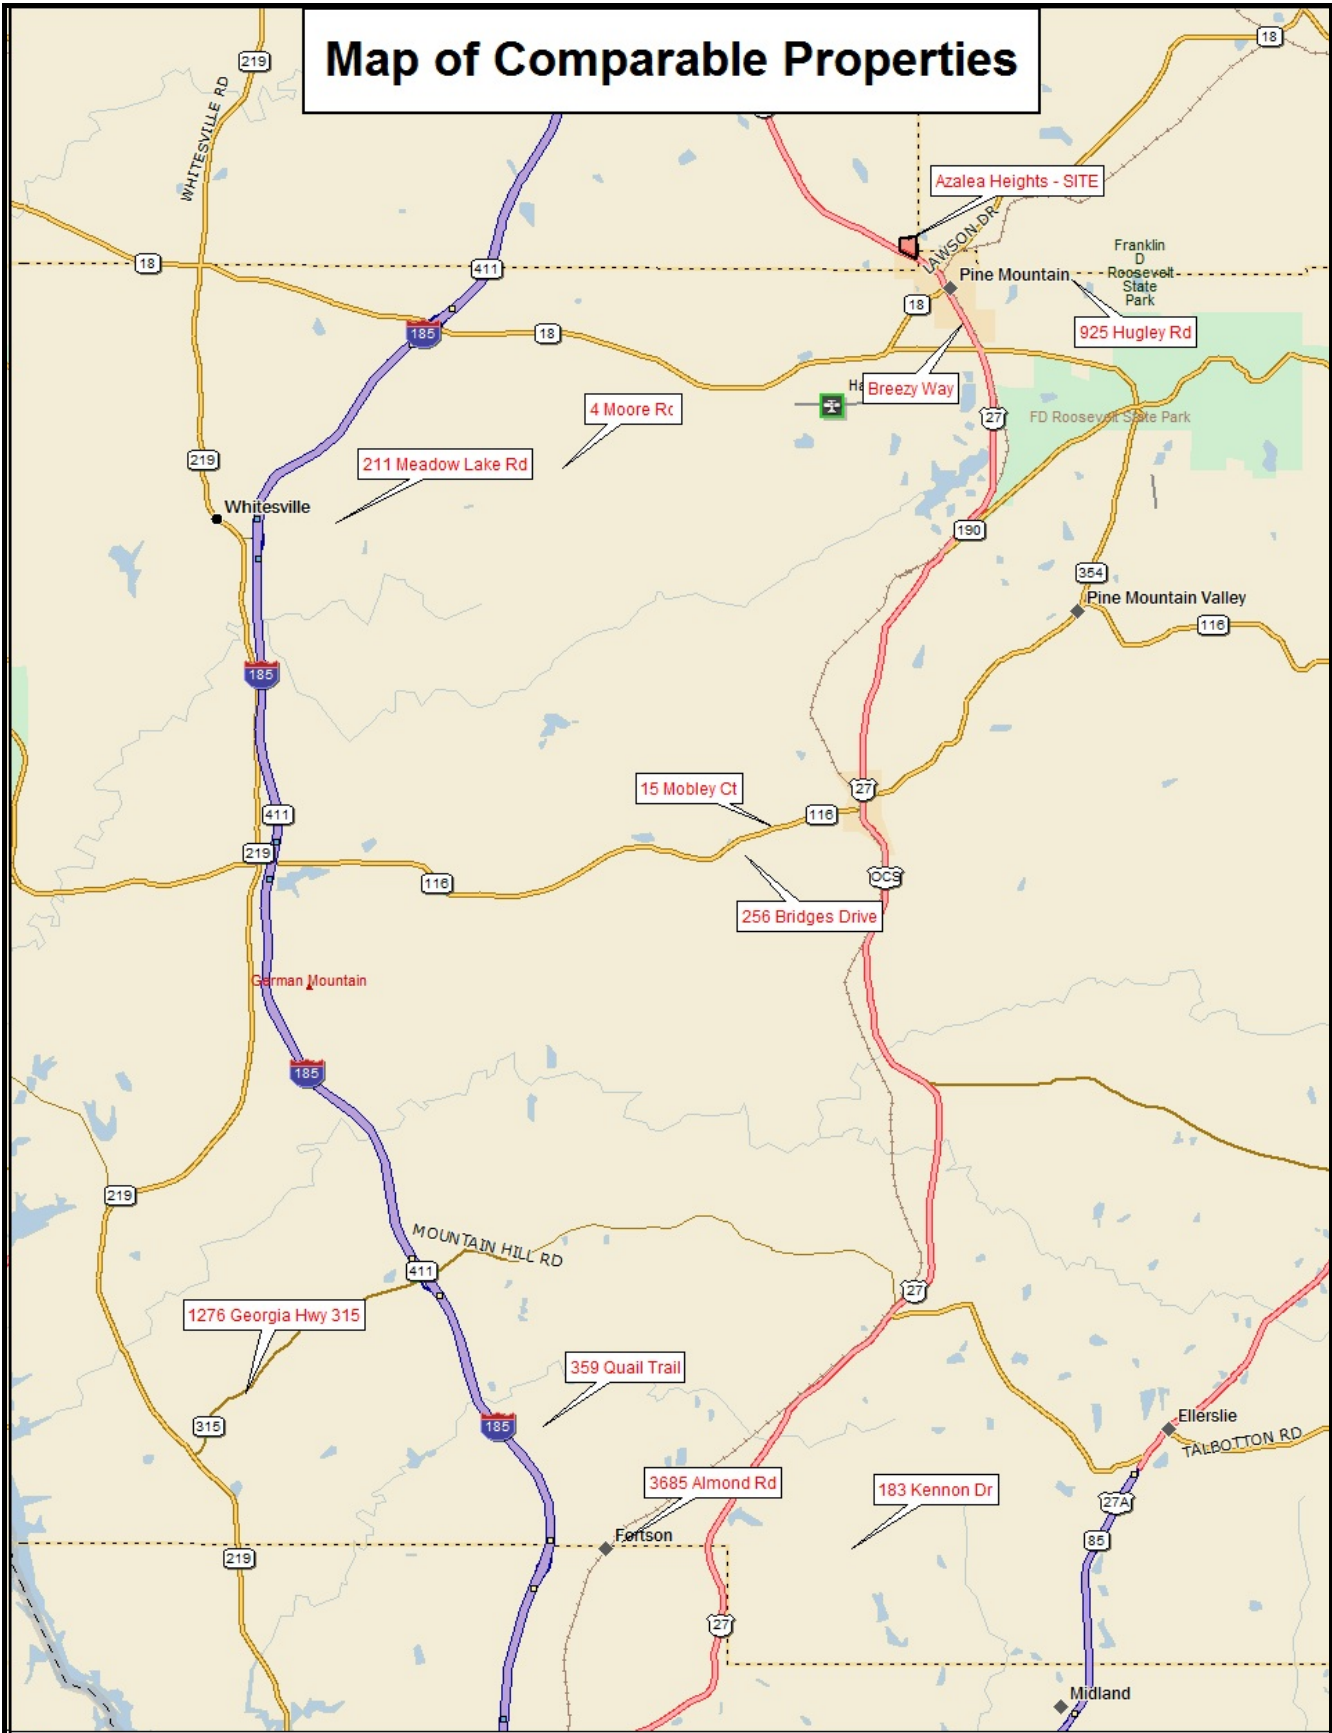 Map of Comparable Properties
18
219
WHITESVILLE RD
Azalea Heights - SITE
LAWSON DR
Franklin
D
Roosevelt
State
Park
18
411
Pine Mountain
18
925 Hugley Rd
185
18
Breezy Way
4 Moore
27
FD Roosevelt State Park
219
211 Meadow Lake Rd
Whitesville
190
354
Pine Mountain Valley
116
185
15 Mobley Ct
27
411
116
219
116
OCS
256 Bridges Drive
German Mountain
185
219
MOUNTAIN HILL RD
411
27
1276 Georgia Hwy 315
359 Quail Trail
315
185
Ellerslie
TALBOTTON RD
3685 Almond Rd
183 Kennon Dr
27A
Fortson
85
219
27
Midland